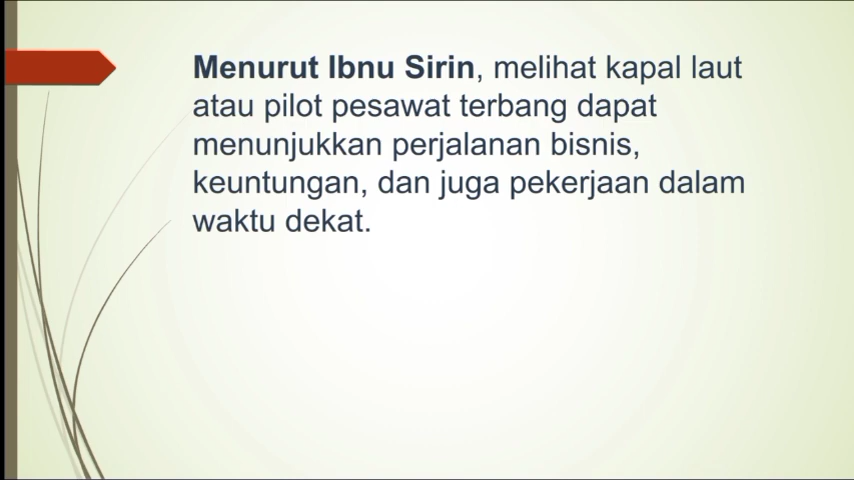 Menurut Ibnu Sirin, melihat kapal laut
atau pilot pesawat terbang dapat
menunjukkan perjalanan bisnis,
keuntungan, dan juga pekerjaan dalam
waktu dekat.